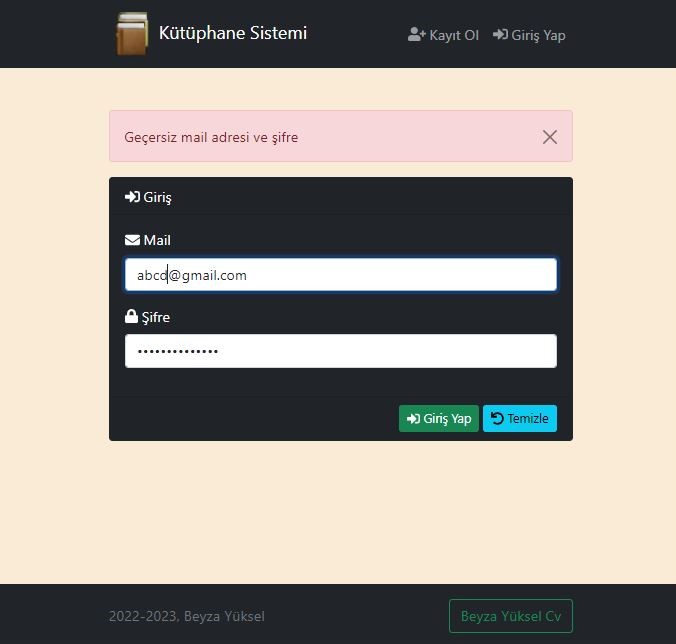 Kütüphane Sistemi
Kayıt Ol
Giriş Yap
Geçersiz mail adresi ve şifre
Giriş
Mail
abcd@gmail.com
Şifre
••••••••••••••
Giriş Yap
Temizle
2022-2023, Beyza Yüksel
Beyza Yüksel Cv